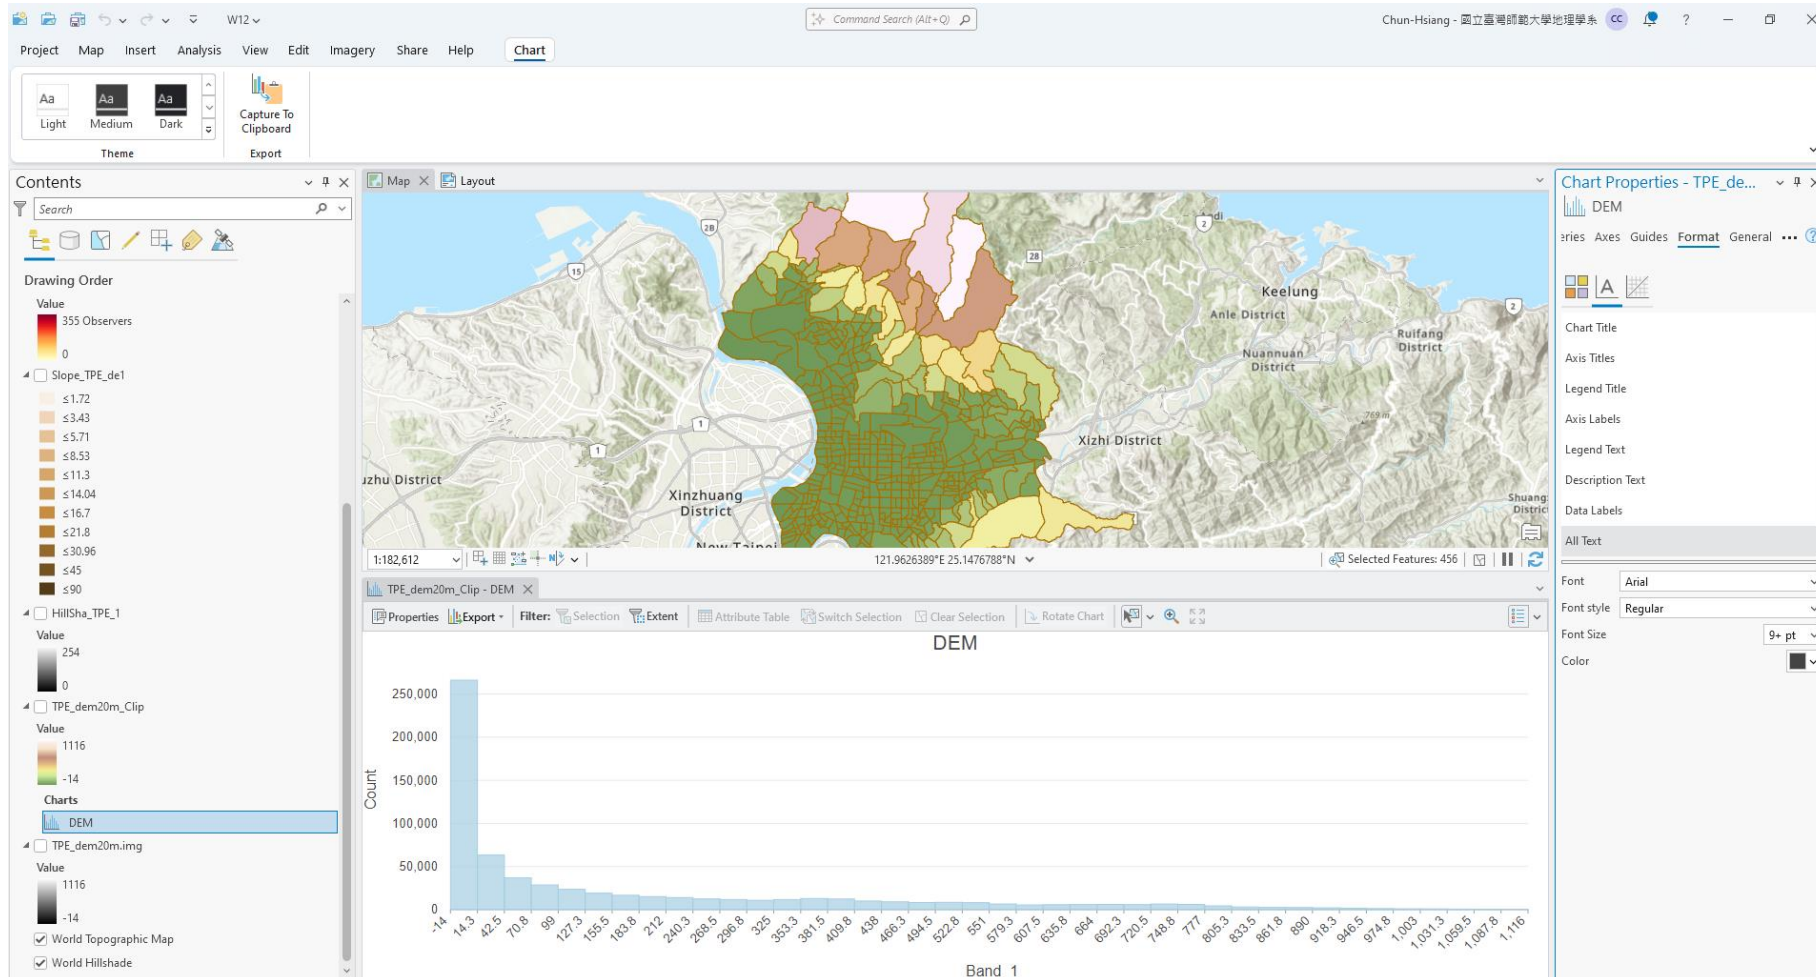 W12
Command Search (Alt+Q)
Chun-Hsiang - 國立臺灣師範大學地理學系
CC
?
Project Map Insert Analysis View Edit Imagery Share Help Chart
Aa Aa Aa
Light Medium Dark
Capture To
Clipboard
Theme
Export
Contents
Search
Drawing Order
Value
355 Observers
0
Slope_TPE_de1
≤1.72
≤3.43
≤5.71
≤8.53
≤11.3
≤14.04
≤16.7
≤21.8
≤30.96
≤45
≤90
HillSha_TPE_1
Value
254
0
TPE_dem20m_Clip
Value
1116
-14
Charts
DEM
TPE_dem20m.img
Value
1116
-14
World Topographic Map
World Hillshade
Map Layout
2B
15
28
2
2
Keelung
Anle District
Ruifang
District
Nuannuan
District
769 m
1
1
Xizhi District
uzhu District
Xinzhuang
District
Shuang
District
New Taipei
1:182,612
121.9626389°E 25.1476788°N
Selected Features: 456
TPE_dem20m_Clip - DEM
Properties Export Filter: Selection Extent Attribute Table Switch Selection Clear Selection Rotate Chart
DEM
Count
250,000
200,000
150,000
100,000
50,000
0
-14 14.3 42.5 70.8 99 127.3 155.5 183.8 212 240.3 268.5 296.8 325 353.3 381.5 409.8 438 466.3 494.5 522.8 551 579.3 607.5 635.8 664 692.3 720.5 748.8 777 805.3 833.5 861.8 890 918.3 946.5 974.8 1,003 1,031.3 1,059.5 1,087.8 1,116
Band_1
Chart Properties - TPE_de...
DEM
eries Axes Guides Format General ...
A
Chart Title
Axis Titles
Legend Title
Axis Labels
Legend Text
Description Text
Data Labels
All Text
Font Arial
Font style Regular
Font Size 9+ pt
Color